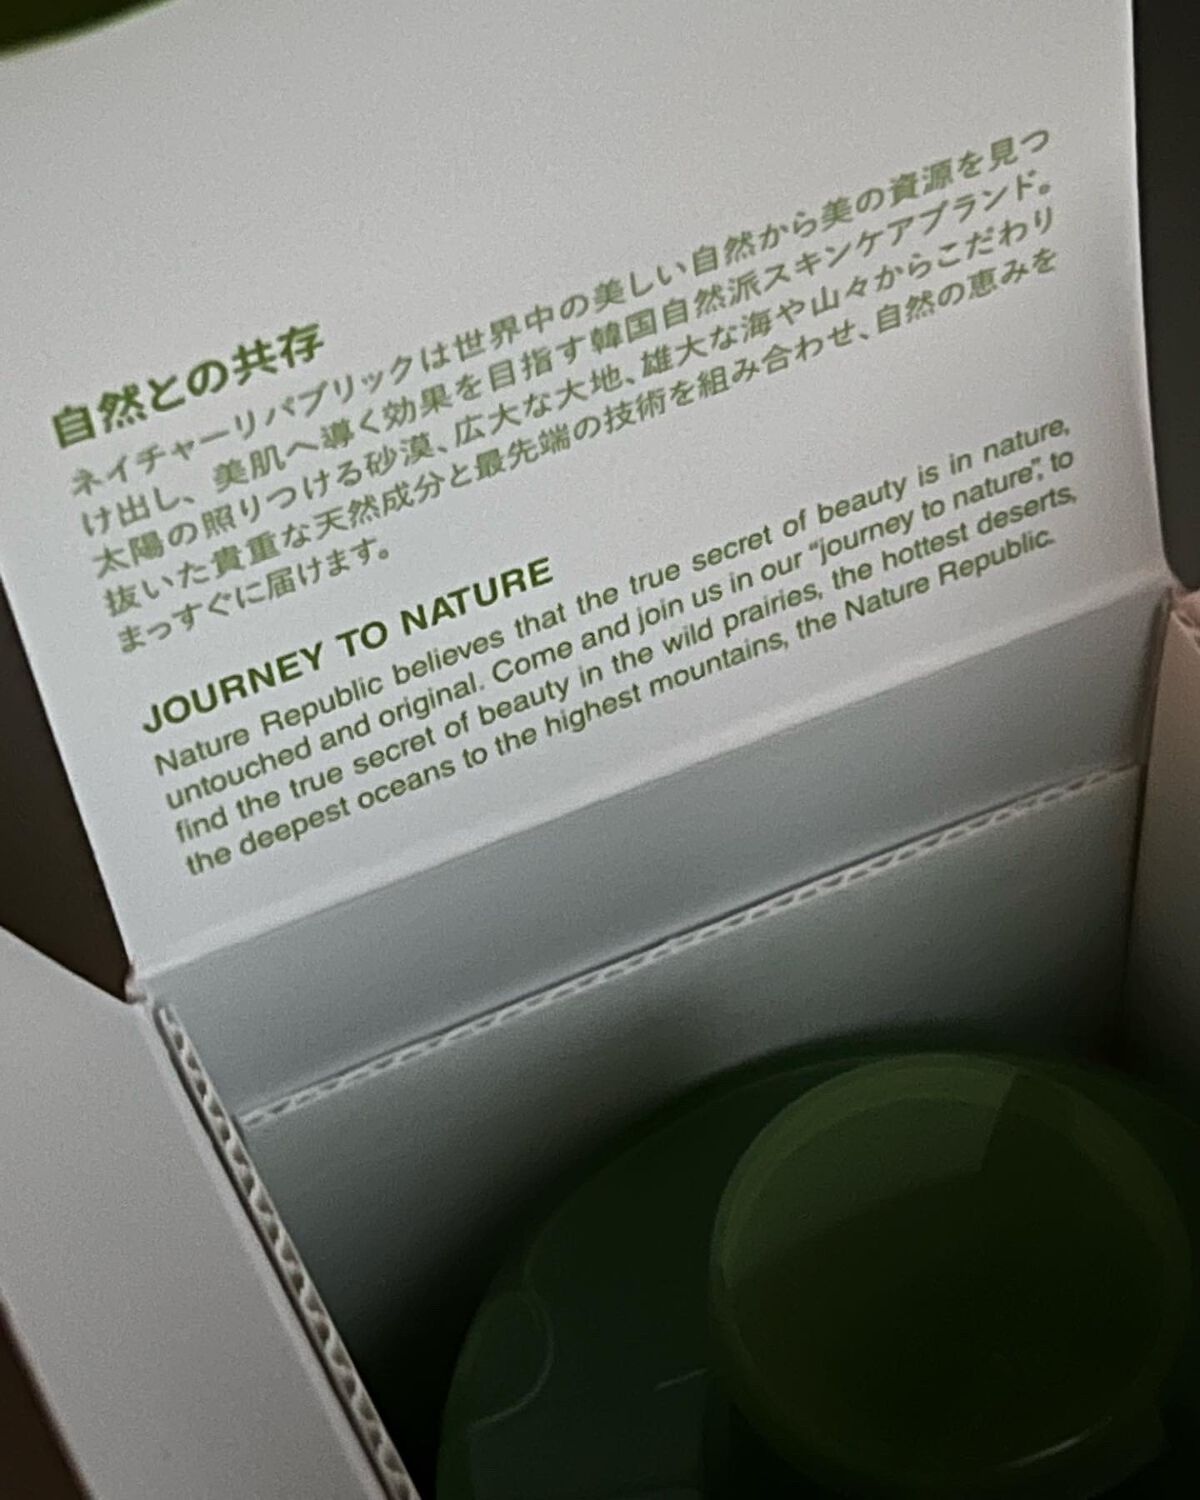 自然との共存
ネイチャーリパブリックは世界中の美しい自然から美の資源を見つ
け出し、美肌へ導く効果を目指す韓国自然派スキンケアブランド。
太陽の照りつける砂漠、広大な大地、雄大な海や山々からこだわり
抜いた貴重な天然成分と最先端の技術を組み合わせ、自然の恵みを
まっすぐに届けます。
JOURNEY TO NATURE
Nature Republic believes that the true secret of beauty is in nature,
untouched and original. Come and join us in our “journey to nature”, to
find the true secret of beauty in the wild prairies, the hottest deserts,
the deepest oceans to the highest mountains, the Nature Republic.